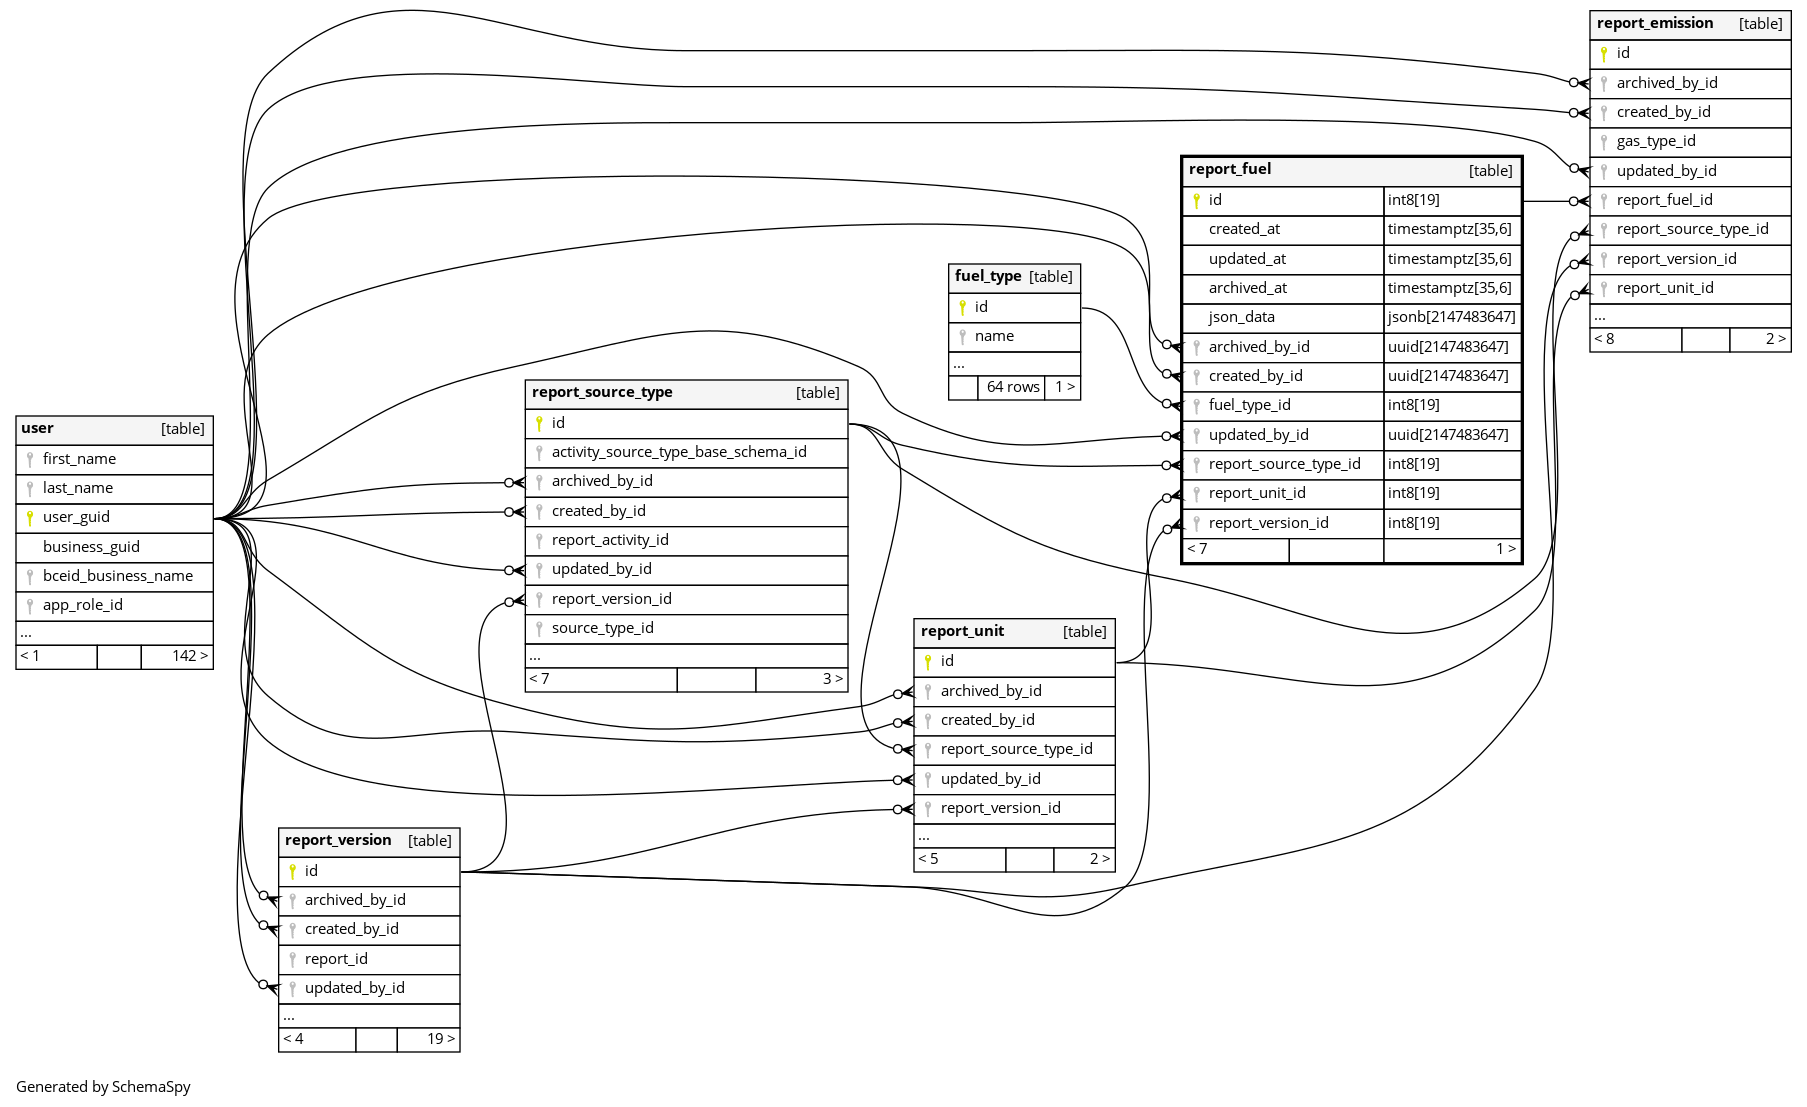 report_emission [table]
id
archived_by_id
created_by_id
gas_type_id
updated_by_id
report_fuel_id
report_source_type_id
report_version_id
report_unit_id
...
< 8 2 >
report_fuel [table]
id int8[19]
created_at timestamptz[35,6]
updated_at timestamptz[35,6]
archived_at timestamptz[35,6]
json_data jsonb[2147483647]
archived_by_id uuid[2147483647]
created_by_id uuid[2147483647]
fuel_type_id int8[19]
updated_by_id uuid[2147483647]
report_source_type_id int8[19]
report_unit_id int8[19]
report_version_id int8[19]
< 7 1 >
fuel_type [table]
id
name
...
64 rows 1 >
report_source_type [table]
id
activity_source_type_base_schema_id
archived_by_id
created_by_id
report_activity_id
updated_by_id
report_version_id
source_type_id
...
< 7 3 >
user [table]
first_name
last_name
user_guid
business_guid
bceid_business_name
app_role_id
...
< 1 142 >
report_unit [table]
id
archived_by_id
created_by_id
report_source_type_id
updated_by_id
report_version_id
...
< 5 2 >
report_version [table]
id
archived_by_id
created_by_id
report_id
updated_by_id
...
< 4 19 >
Generated by SchemaSpy